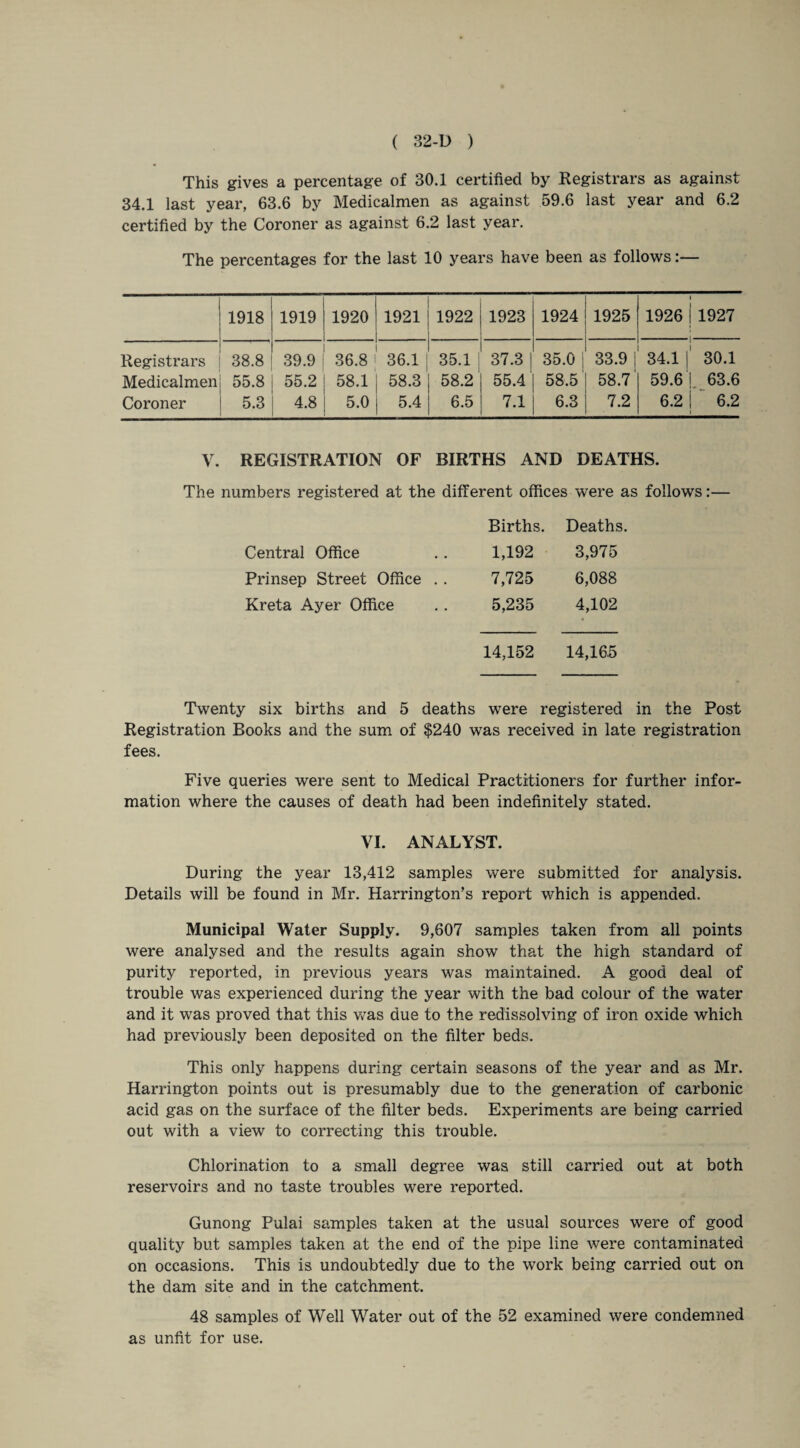 ( 32-D )
This gives a percentage of 30.1 certified by Registrars as against
34.1 last year, 63.6 by Medicalmen as against 59.6 last year and 6.2
certified by the Coroner as against 6.2 last year.
The percentages for the last 10 years have been as follows:—
1918 1919 1920 1921 1922 1923 1924 1925 1926 1927
Registrars 38.8 39.9 36.8 36.1 35.1 37.3 35.0 33.9 34.1 30.1
Medicalmen 55.8 55.2 58.1 58.3 58.2 55.4 58.5 58.7 59.6 63.6
Coroner 5.3 4.8 5.0 5.4 6.5 7.1 6.3 7.2 6.2 6.2
V. REGISTRATION OF BIRTHS AND DEATHS.
The numbers registered at the different offices were as follows:—
Births. Deaths.
Central Office .. 1,192 3,975
Prinsep Street Office .. 7,725 6,088
Kreta Ayer Office .. 5,235 4,102
14,152 14,165
Twenty six births and 5 deaths were registered in the Post
Registration Books and the sum of $240 was received in late registration
fees.
Five queries were sent to Medical Practitioners for further infor-
mation where the causes of death had been indefinitely stated.
VI. ANALYST.
During the year 13,412 samples were submitted for analysis.
Details will be found in Mr. Harrington's report which is appended.
Municipal Water Supply. 9,607 samples taken from all points
were analysed and the results again show that the high standard of
purity reported, in previous years was maintained. A good deal of
trouble was experienced during the year with the bad colour of the water
and it was proved that this was due to the redissolving of iron oxide which
had previously been deposited on the filter beds.
This only happens during certain seasons of the year and as Mr.
Harrington points out is presumably due to the generation of carbonic
acid gas on the surface of the filter beds. Experiments are being carried
out with a view to correcting this trouble.
Chlorination to a small degree was still carried out at both
reservoirs and no taste troubles were reported.
Gunong Pulai samples taken at the usual sources were of good
quality but samples taken at the end of the pipe line were contaminated
on occasions. This is undoubtedly due to the work being carried out on
the dam site and in the catchment.
48 samples of Well Water out of the 52 examined were condemned
as unfit for use.